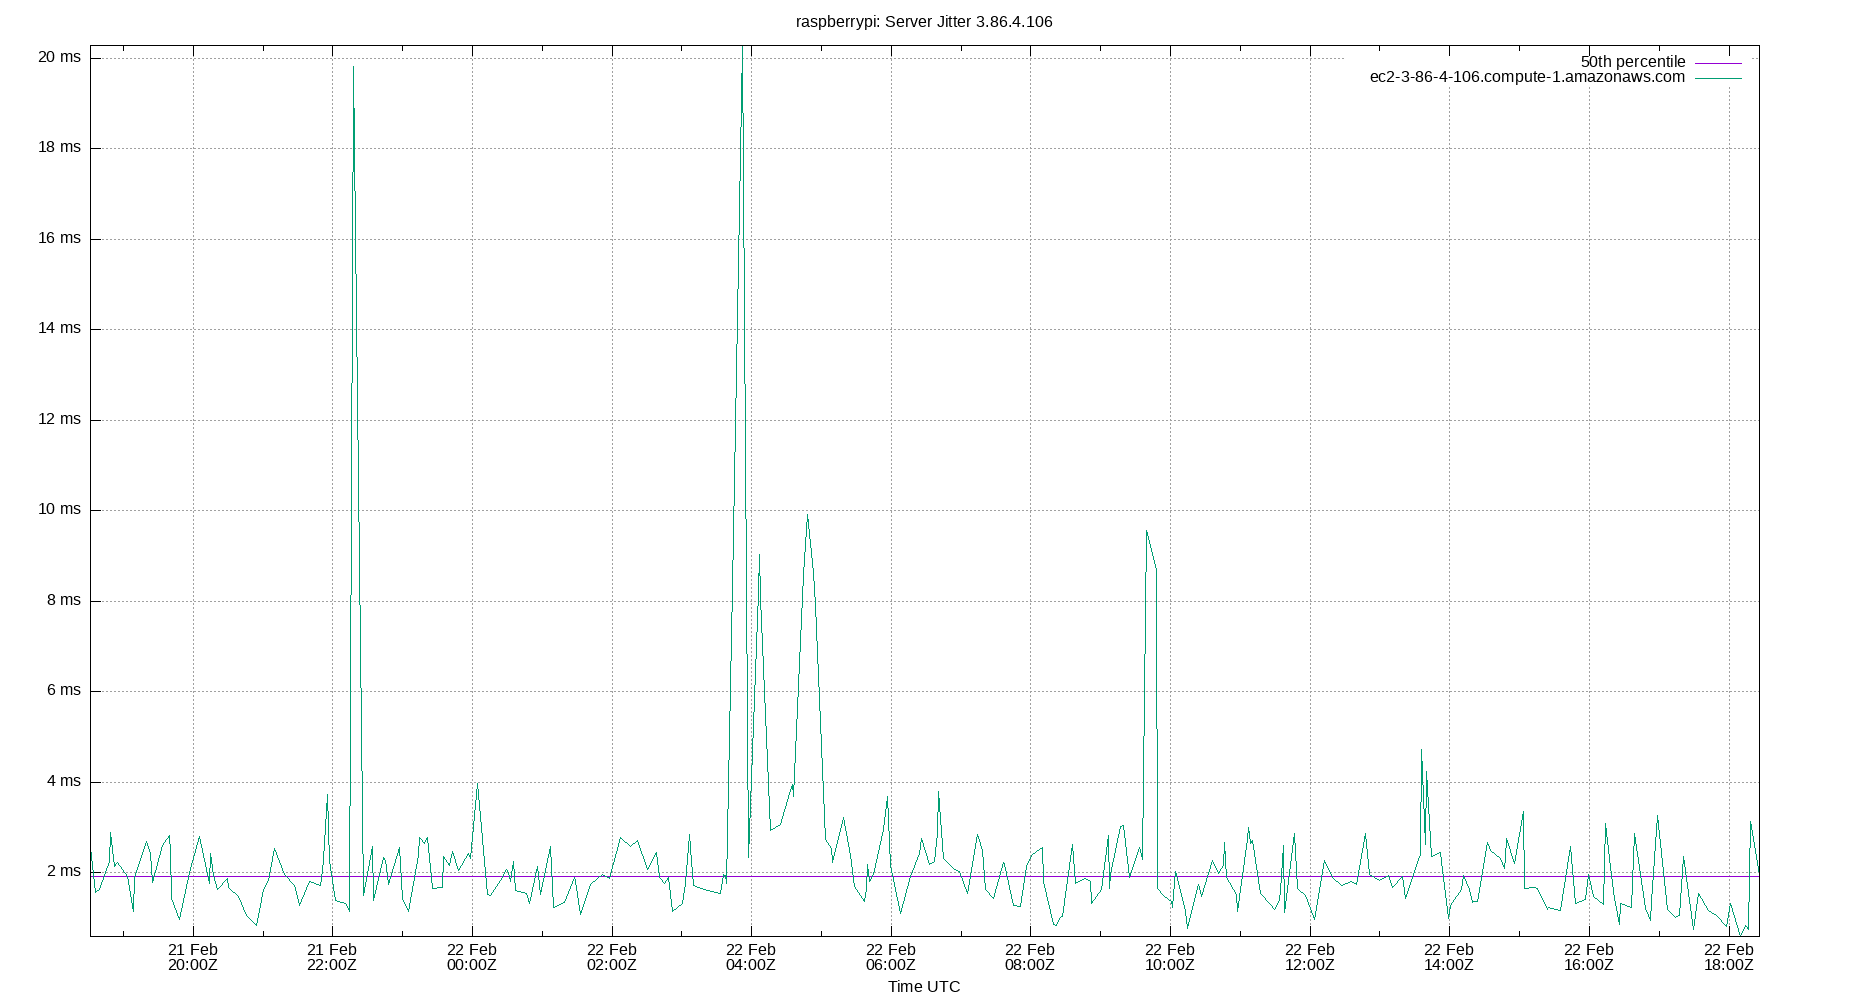 raspberrypi: Server Jitter 3.86.4.106
20 ms
18 ms
16 ms
14 ms
12 ms
10 ms
8 ms
6 ms
4 ms
2 ms
50th percentile
ec2-3-86-4-106.compute-1.amazonaws.com
21 Feb
20:00Z
21 Feb
22:00Z
22 Feb
00:00Z
22 Feb
02:00Z
22 Feb
04:00Z
22 Feb
06:00Z
22 Feb
08:00Z
22 Feb
10:00Z
22 Feb
12:00Z
22 Feb
14:00Z
22 Feb
16:00Z
22 Feb
18:00Z
Time UTC